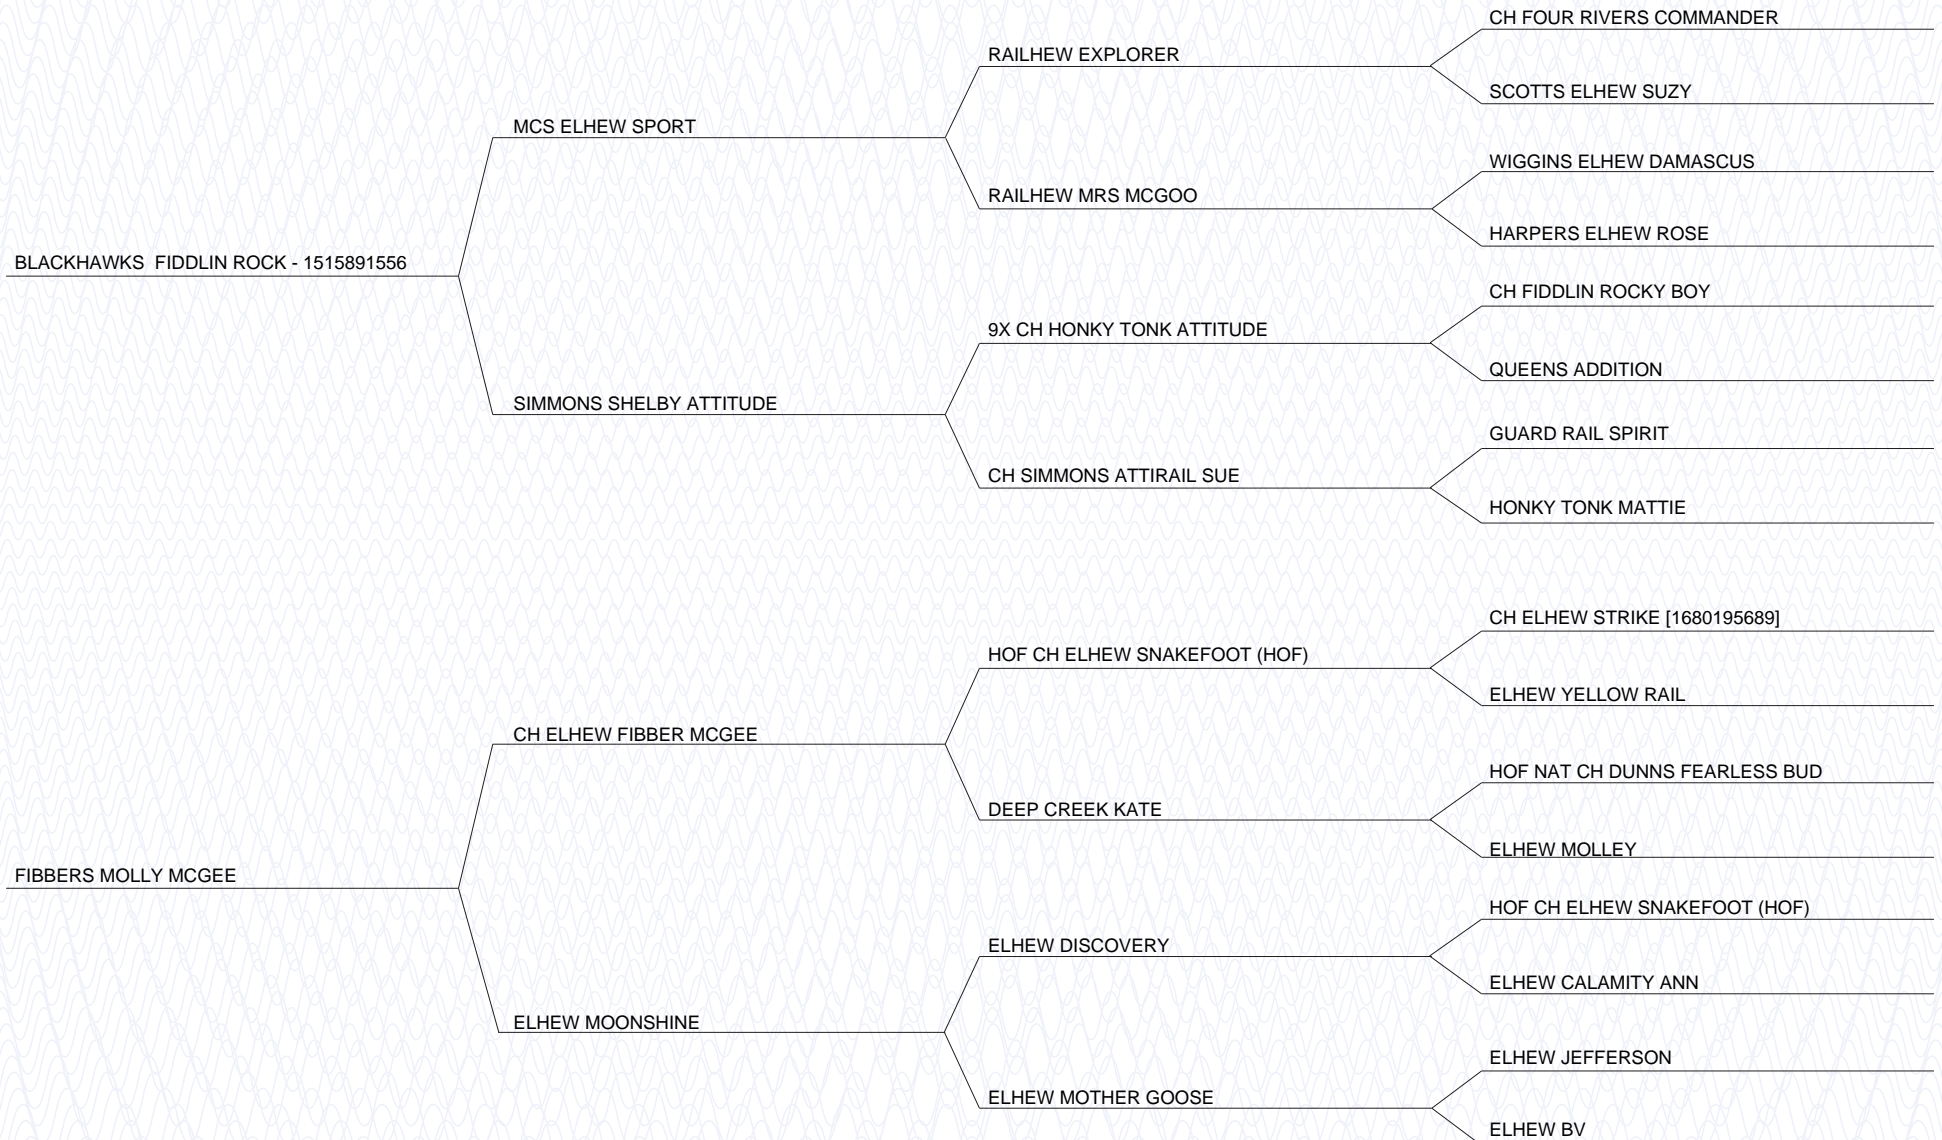 CH FOUR RIVERS COMMANDER
RAILHEW EXPLORER
SCOTTS ELHEW SUZY
MCS ELHEW SPORT
WIGGINS ELHEW DAMASCUS
RAILHEW MRS MCGOO
HARPERS ELHEW ROSE
BLACKHAWKS  FIDDLIN ROCK - 1515891556
CH FIDDLIN ROCKY BOY
9X CH HONKY TONK ATTITUDE
QUEENS ADDITION
SIMMONS SHELBY ATTITUDE
GUARD RAIL SPIRIT
CH SIMMONS ATTIRAIL SUE
HONKY TONK MATTIE
CH ELHEW STRIKE [1680195689]
HOF CH ELHEW SNAKEFOOT (HOF)
ELHEW YELLOW RAIL
CH ELHEW FIBBER MCGEE
HOF NAT CH DUNNS FEARLESS BUD
DEEP CREEK KATE
ELHEW MOLLEY
FIBBERS MOLLY MCGEE
HOF CH ELHEW SNAKEFOOT (HOF)
ELHEW DISCOVERY
ELHEW CALAMITY ANN
ELHEW MOONSHINE
ELHEW JEFFERSON
ELHEW MOTHER GOOSE
ELHEW BV